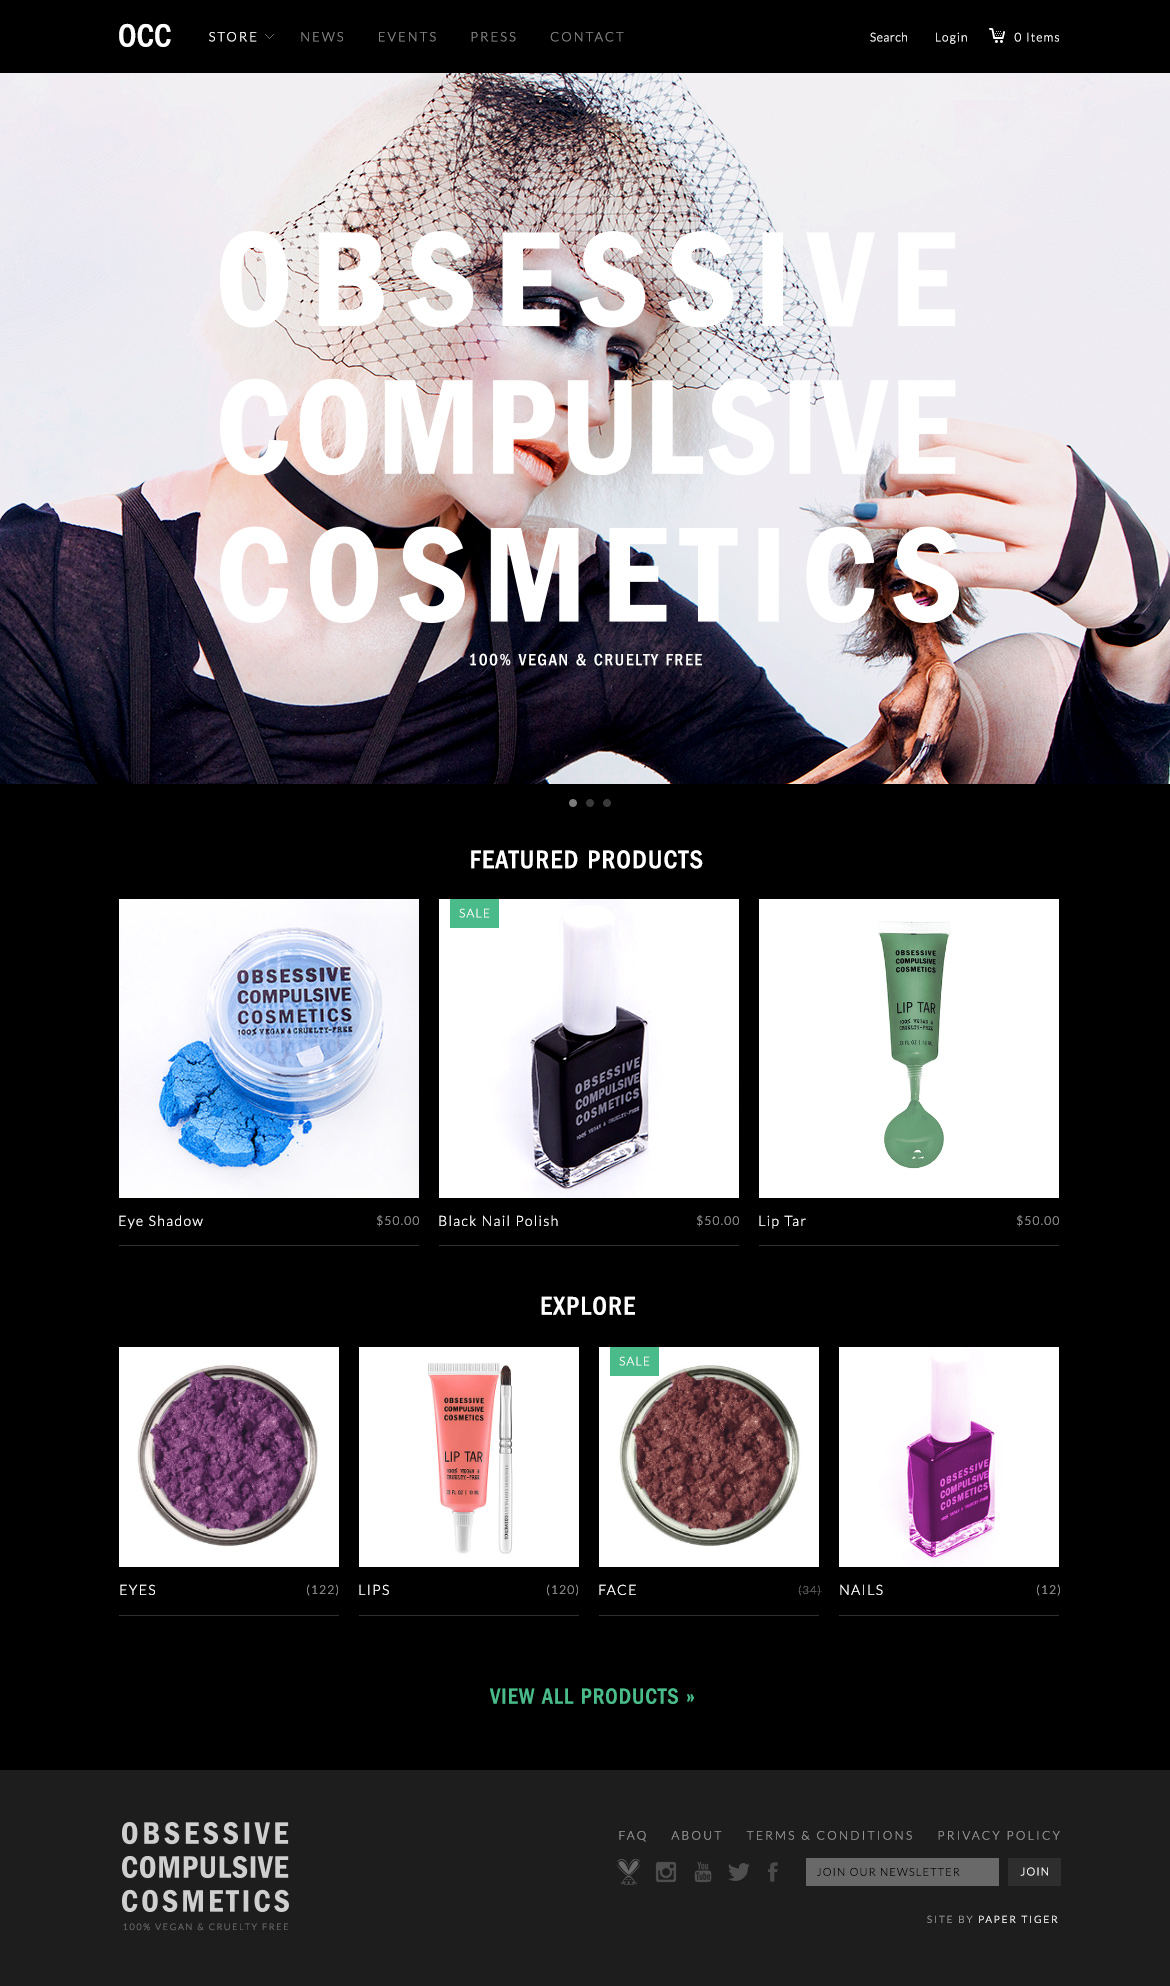 OCC STORE NEWS EVENTS PRESS CONTACT Search Login 0 Items
OBSESSIVE
COMPULSIVE
COSMETICS
100% VEGAN & CRUELTY FREE
FEATURED PRODUCTS
OBSESSIVE
COMPULSIVE
COSMETICS
100% VEGAN & CRUELTY-FREE
SALE
OBSESSIVE
COMPULSIVE
COSMETICS
100% VEGAN & CRUELTY-FREE
OBSESSIVE
COMPULSIVE
COSMETICS
LIP TAR
100% VEGAN &
CRUELTY-FREE
Eye Shadow $50.00
Black Nail Polish $50.00
Lip Tar $50.00
EXPLORE
OBSESSIVE
COMPULSIVE
COSMETICS
LIP TAR
100% VEGAN &
CRUELTY-FREE
SALE
OBSESSIVE
COMPULSIVE
COSMETICS
EYES (122)
LIPS (120)
FACE (34)
NAILS (12)
VIEW ALL PRODUCTS »
OBSESSIVE
COMPULSIVE
COSMETICS
100% VEGAN & CRUELTY FREE
FAQ ABOUT TERMS & CONDITIONS PRIVACY POLICY
You
Tube
JOIN OUR NEWSLETTER JOIN
SITE BY PAPER TIGER